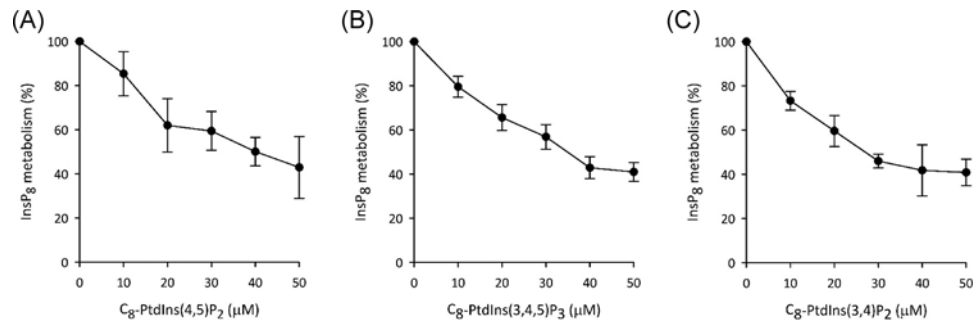 (A)
InsP₈ metabolism (%)
100
80
60
40
20
0
0 10 20 30 40 50
C₈-PtdIns(4,5)P₂ (μM)
(B)
InsP₈ metabolism (%)
100
80
60
40
20
0
0 10 20 30 40 50
C₈-PtdIns(3,4,5)P₃ (μM)
(C)
InsP₈ metabolism (%)
100
80
60
40
20
0
0 10 20 30 40 50
C₈-PtdIns(3,4)P₂ (μM)